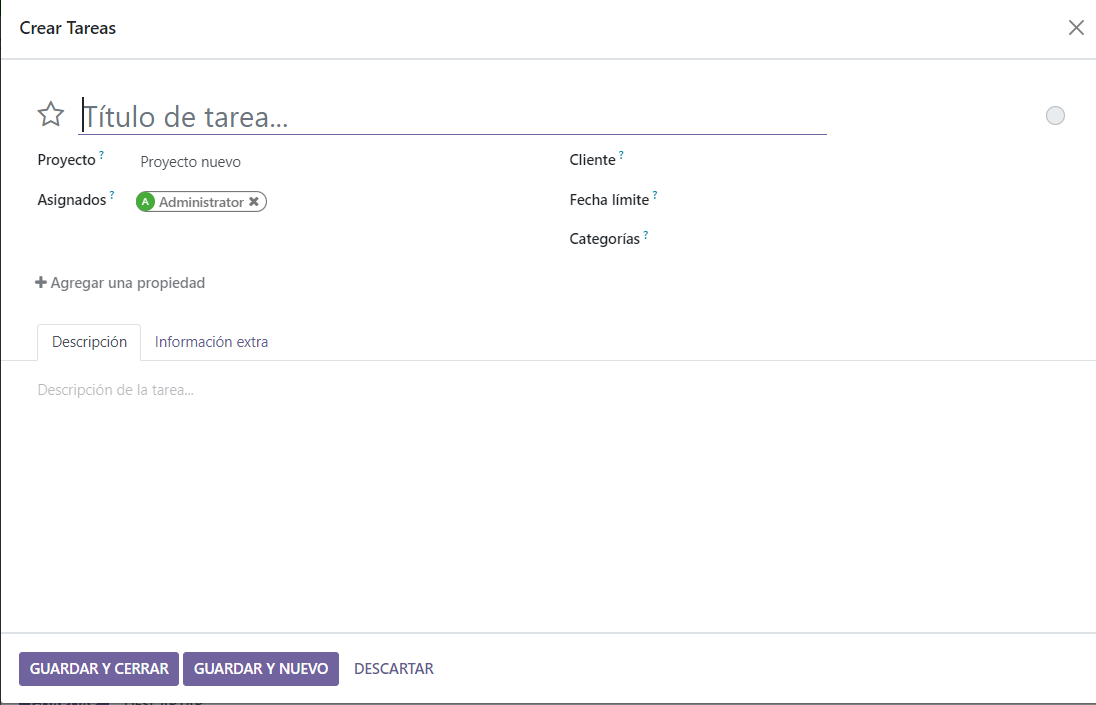 Crear Tareas
Título de tarea...
Proyecto ? Proyecto nuevo
Cliente ?
Asignados ? A Administrator ✖
Fecha límite ?
Categorías ?
+ Agregar una propiedad
Descripción Información extra
Descripción de la tarea...
GUARDAR Y CERRAR GUARDAR Y NUEVO DESCARTAR